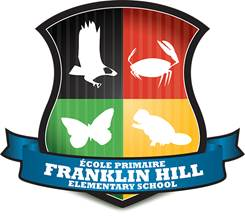 ÉCOLE PRIMAIRE
FRANKLIN HILL
ELEMENTARY SCHOOL